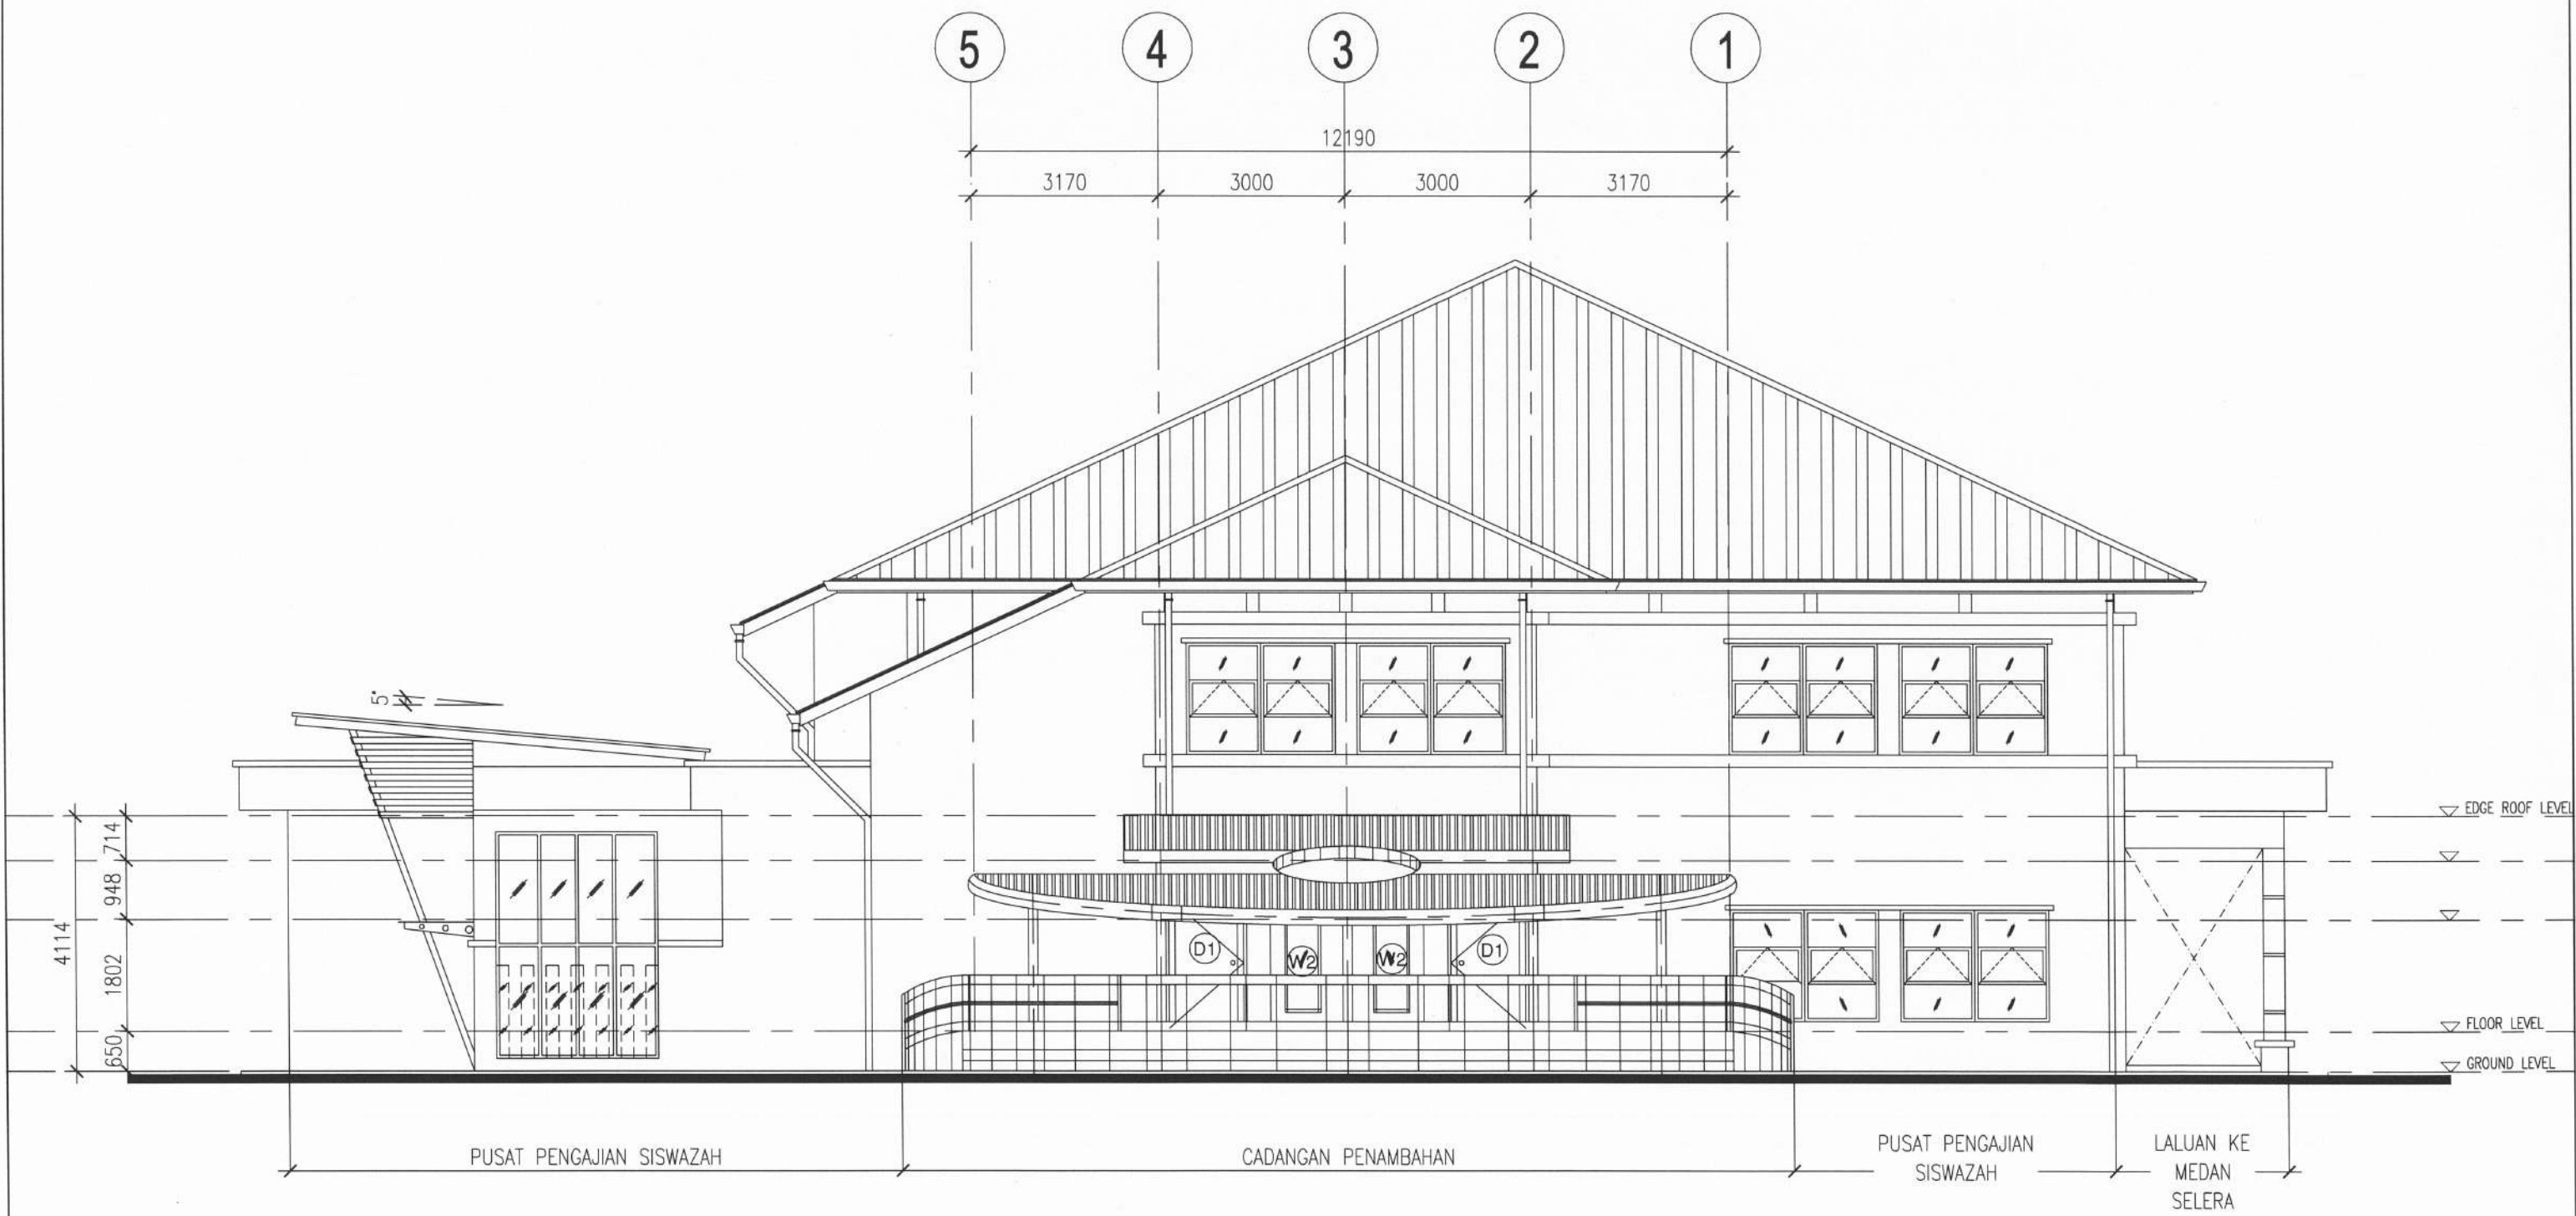 5 4 3 2 1
12190
3170 3000 3000 3170
5°
EDGE ROOF LEVEL
714
948
4114
1802
650
D1 W2 W2 D1
FLOOR LEVEL
GROUND LEVEL
PUSAT PENGAJIAN SISWAZAH
CADANGAN PENAMBAHAN
PUSAT PENGAJIAN
SISWAZAH
LALUAN KE
MEDAN
SELERA